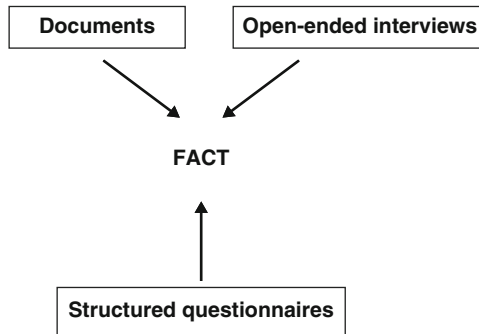 Documents
Open-ended interviews
FACT
Structured questionnaires